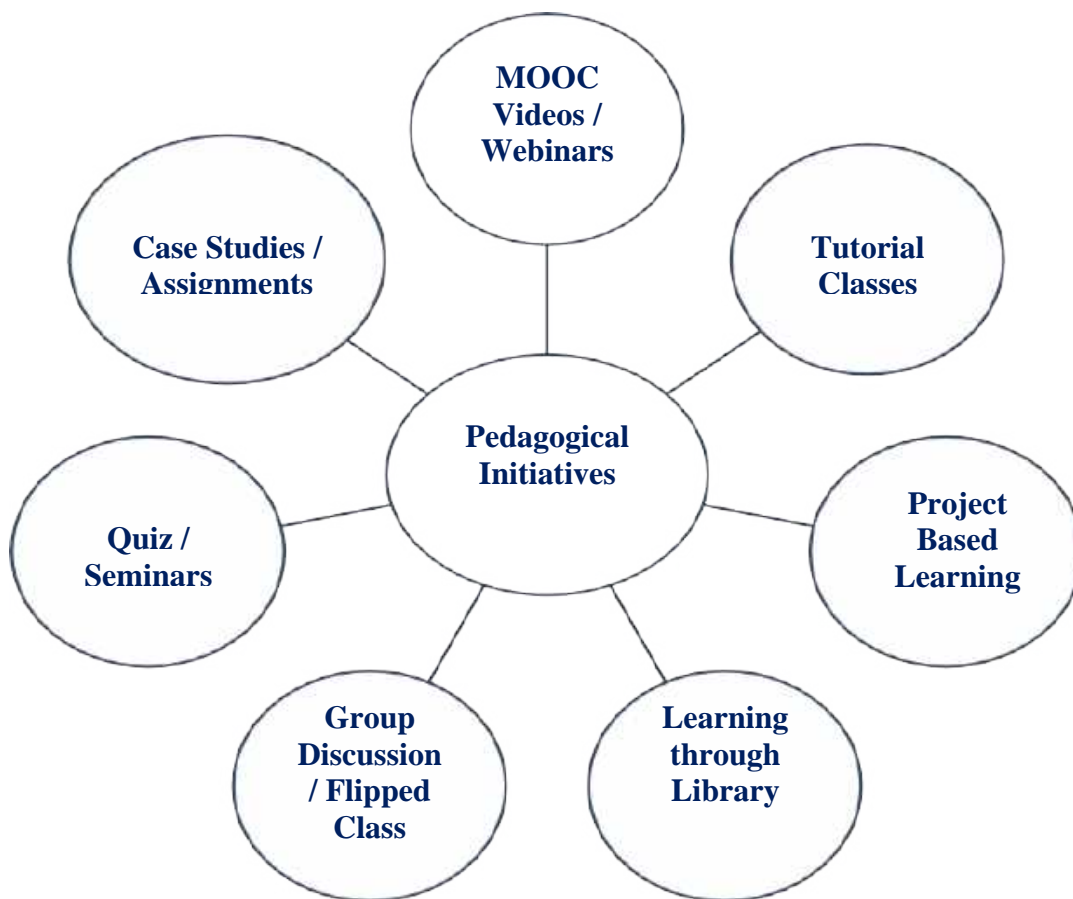 MOOC
Videos /
Webinars
Case Studies /
Assignments
Tutorial
Classes
Pedagogical
Initiatives
Quiz /
Seminars
Project
Based
Learning
Group
Discussion
/ Flipped
Class
Learning
through
Library